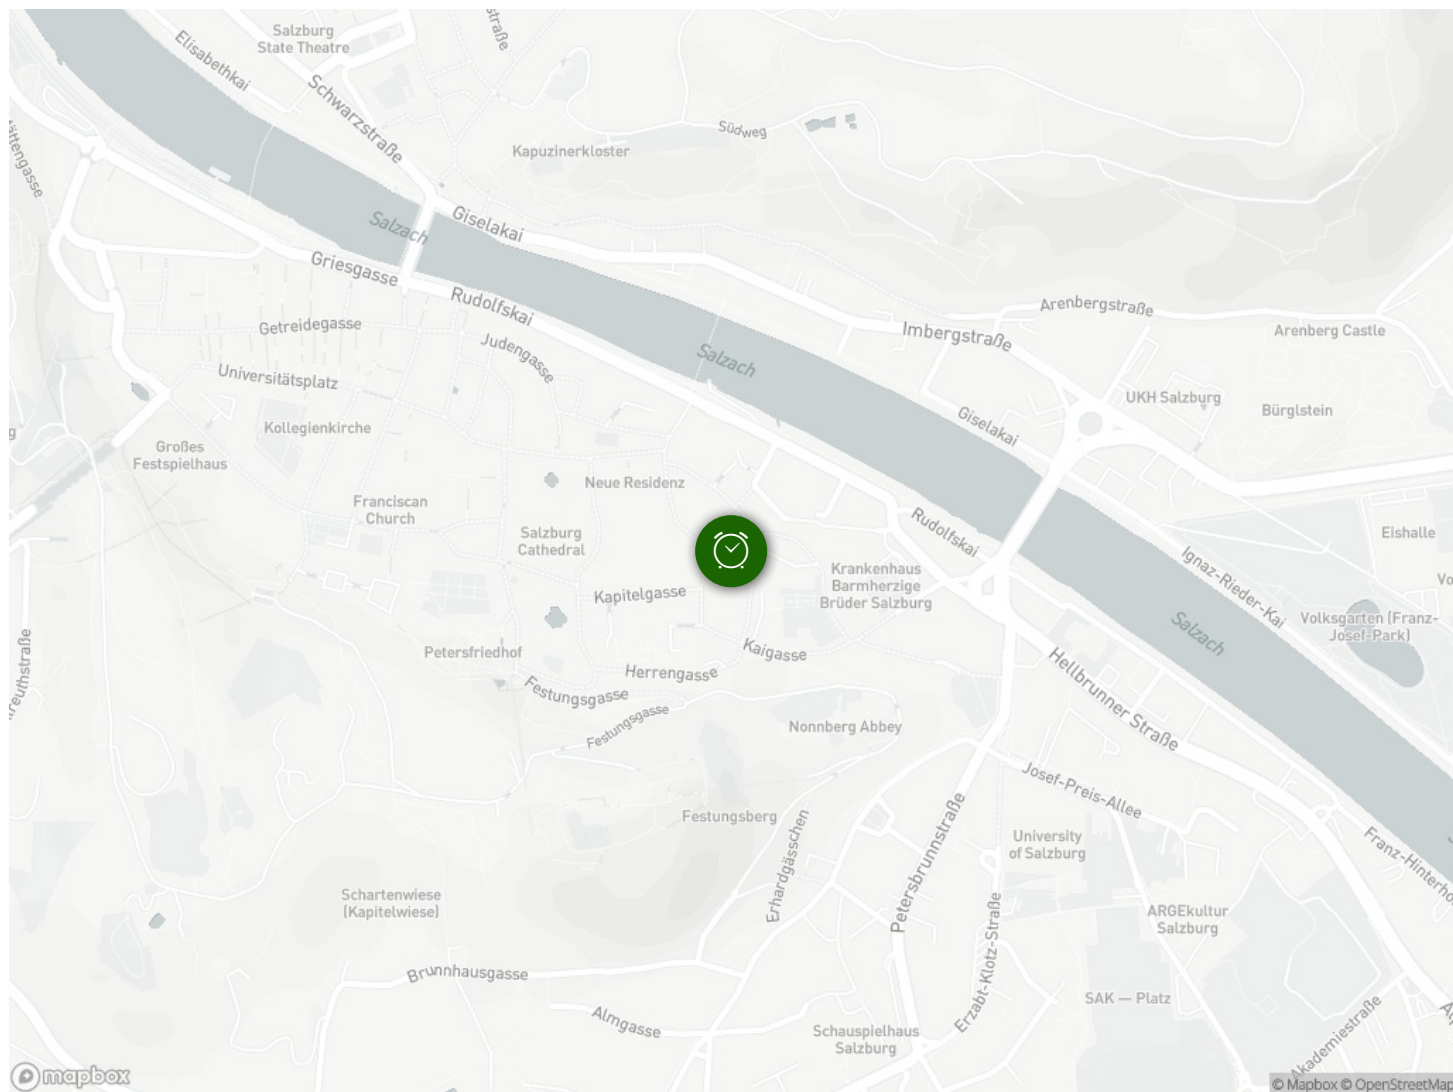 Salzburg
State Theatre
straße
Elisabethkai
Schwarzstraße
Südweg
Kapuzinerkloster
Salzach
Giselakai
Griesgasse
Rudolfskai
Getreidegasse
Judengasse
Arenbergstraße
Imbergstraße
Arenberg Castle
Salzach
Universitätsplatz
UKH Salzburg
Bürglstein
Giselakai
Kollegienkirche
Großes
Festspielhaus
Neue Residenz
Franciscan
Church
Salzburg
Cathedral
Rudolfskai
Eishalle
Krankenhaus
Barmherzige
Brüder Salzburg
Ignaz-Rieder-Kai
Kapitelgasse
Volksgarten (Franz-
Josef-Park)
Salzach
Petersfriedhof
Kaigasse
Herrengasse
Hellbrunner Straße
Festungsgasse
Festungsgasse
Nonnberg Abbey
Josef-Preis-Allee
Festungsberg
University
of Salzburg
Petersbrunnstraße
Erhardgässchen
Franz-Hinterho
Schartenwiese
(Kapitelwiese)
ARGEkultur
Salzburg
Erzabt-Klotz-Straße
Brunnhausgasse
SAK — Platz
Almgasse
Schauspielhaus
Salzburg
Akademiestraße
mapbox
© Mapbox © OpenStreetMap